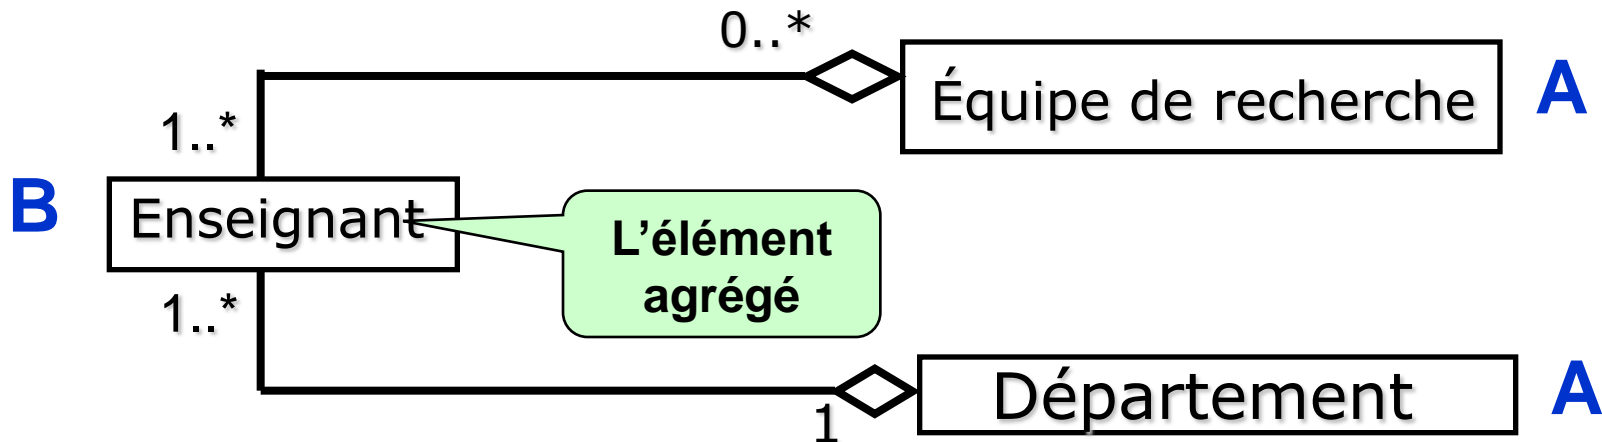 0..*
Équipe de recherche
A
1..*
B
Enseignant
L’élément
agrégé
1..*
Département
A
1